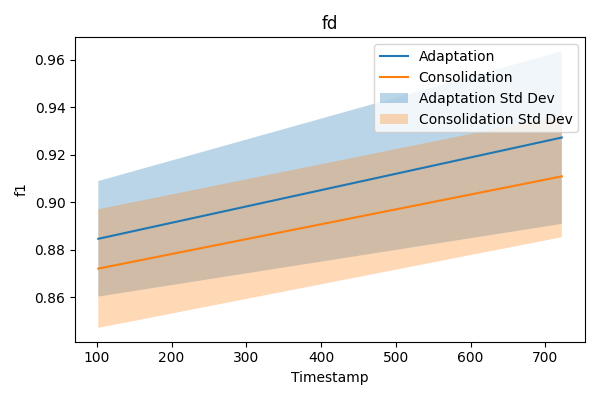 fd
Adaptation
Consolidation
Adaptation Std Dev
Consolidation Std Dev
f1
0.96
0.94
0.92
0.90
0.88
0.86
100 200 300 400 500 600 700
Timestamp